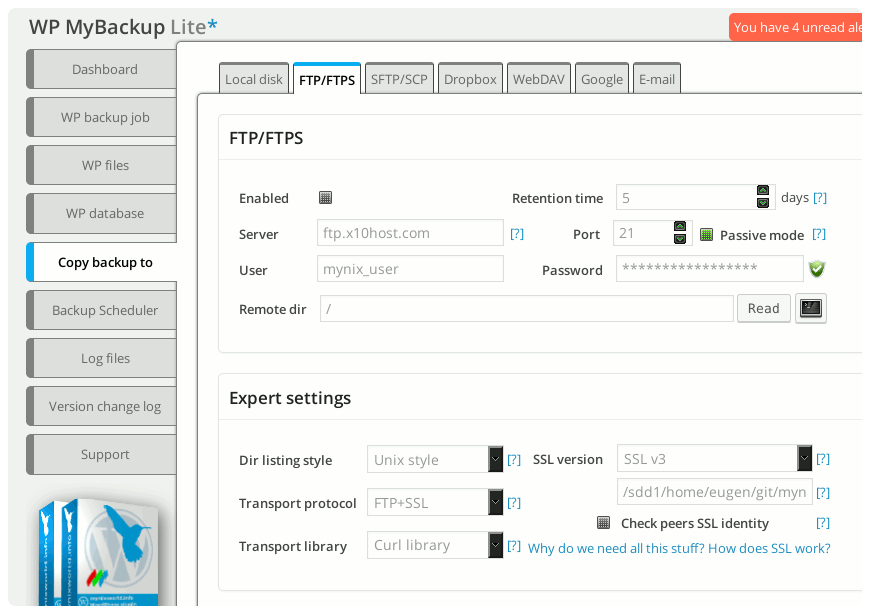 WP MyBackup Lite*
You have 4 unread ale
Dashboard
WP backup job
WP files
WP database
Copy backup to
Backup Scheduler
Log files
Version change log
Support
Local disk FTP/FTPS SFTP/SCP Dropbox WebDAV Google E-mail
FTP/FTPS
Enabled Retention time 5 days [?]
Server ftp.x10host.com [?] Port 21 Passive mode [?]
User mynix_user Password *****************
Remote dir / Read
Expert settings
Dir listing style Unix style [?] SSL version SSL v3 [?]
/sdd1/home/eugen/git/myn [?]
Transport protocol FTP+SSL [?]
Check peers SSL identity [?]
Transport library Curl library [?]
Why do we need all this stuff? How does SSL work?